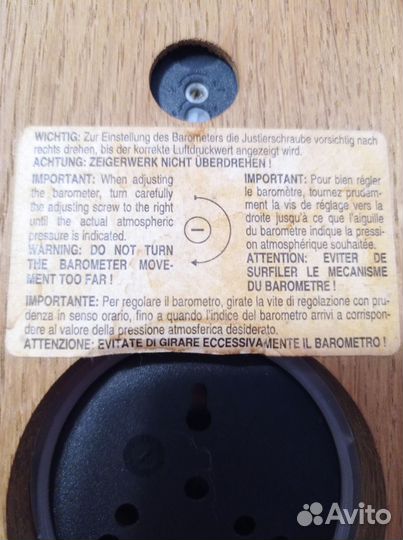 WICHTIG: Zur Einstellung des Barometers die Justierschraube vorsichtig nach
rechts drehen, bis der korrekte Luftdruckwert angezeigt wird.
ACHTUNG: ZEIGERWERK NICHT ÜBERDREHEN !
IMPORTANT: When adjusting
the barometer, turn carefully
the adjusting screw to the right
until the actual atmospheric
pressure is indicated.
WARNING: DO NOT TURN
THE BAROMETER MOVE-
MENT TOO FAR !
IMPORTANT: Pour bien régler
le baromètre, tournez prudem-
ment la vis de réglage vers la
droite jusqu'à ce que l'aiguille
du baromètre indique la pressi-
on atmosphérique souhaitée.
ATTENTION: EVITER DE
SURFILER LE MECANISME
DU BAROMETRE !
IMPORTANTE: Per regolare il barometro, girate la vite di regolazione con pru-
denza in senso orario, fino a quando l'indice del barometro arrivi a corrispon-
dere al valore della pressione atmosferica desiderato.
ATTENZIONE: EVITATE DI GIRARE ECCESSIVAMENTE IL BAROMETRO !
Avito